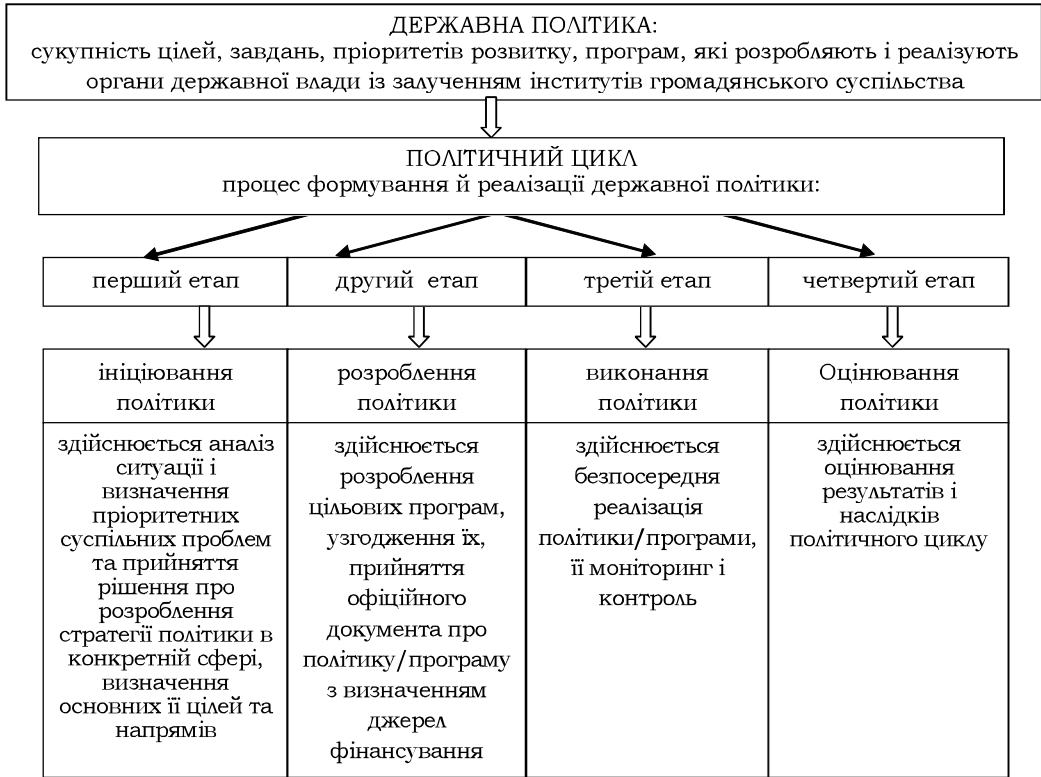 ДЕРЖАВНА ПОЛІТИКА:
сукупність цілей, завдань, пріоритетів розвитку, програм, які розробляють і реалізують
органи державної влади із залученням інститутів громадянського суспільства
ПОЛІТИЧНИЙ ЦИКЛ
процес формування й реалізації державної політики:
перший етап
другий етап
третій етап
четвертий етап
ініціювання
політики
розроблення
політики
виконання
політики
Оцінювання
політики
здійснюється аналіз
ситуації і
визначення
пріоритетних
суспільних проблем
та прийняття
рішення про
розроблення
стратегії політики в
конкретній сфері,
визначення
основних її цілей та
напрямів
здійснюється
розроблення
цільових програм,
узгодження їх,
прийняття
офіційного
документа про
політику/програму
з визначенням
джерел
фінансування
здійснюється
безпосередня
реалізація
політики/програми,
її моніторинг і
контроль
здійснюється
оцінювання
результатів і
наслідків
політичного циклу